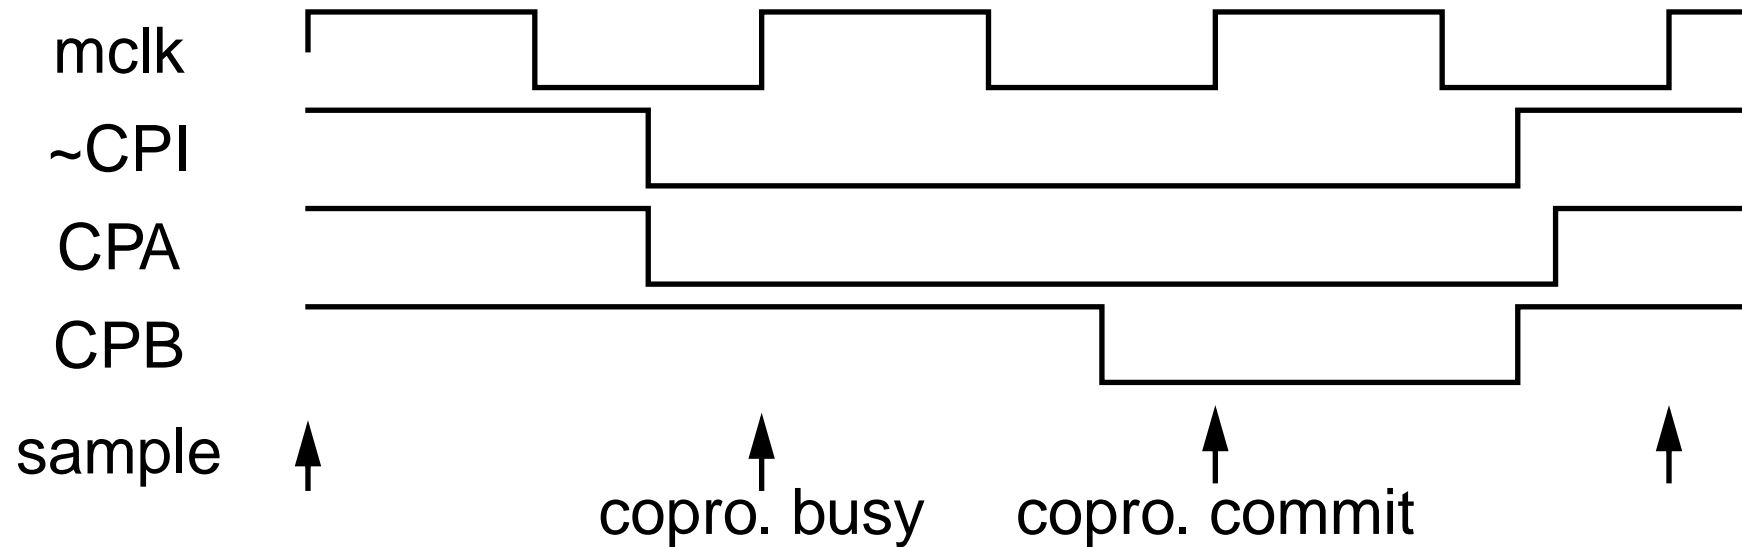 mclk
~CPI
CPA
CPB
sample
copro. busy copro. commit